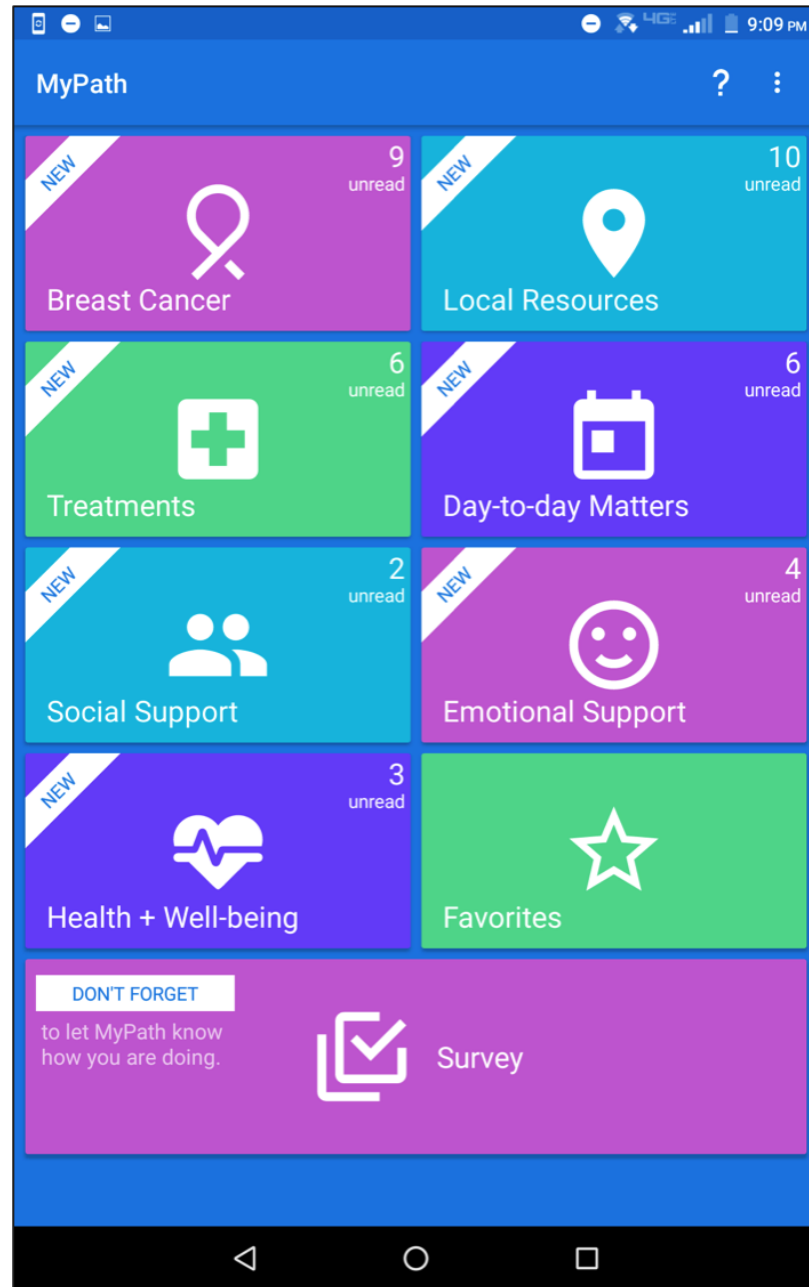 4GE 9:09 PM
MyPath ?
NEW 9
unread
Breast Cancer
NEW 10
unread
Local Resources
NEW 6
unread
Treatments
NEW 6
unread
Day-to-day Matters
NEW 2
unread
Social Support
NEW 4
unread
Emotional Support
NEW 3
unread
Health + Well-being
Favorites
DON'T FORGET
to let MyPath know
how you are doing.
Survey